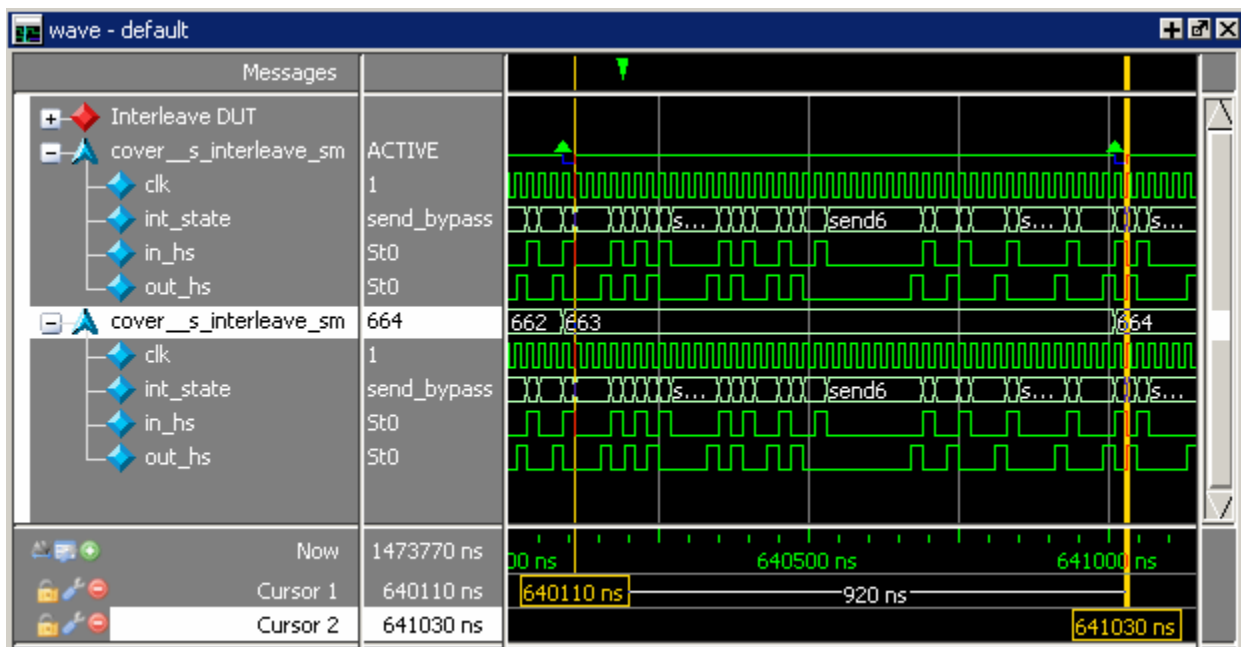 wave - default
Messages
Interleave DUT
cover__s_interleave_sm ACTIVE
clk 1
int_state send_bypass s... send6 s... s...
in_hs St0
out_hs St0
cover__s_interleave_sm 664 662 663 664
clk 1
int_state send_bypass s... send6 s... s...
in_hs St0
out_hs St0
Now 1473770 ns 00 ns 640500 ns 641000 ns
Cursor 1 640110 ns 640110 ns 920 ns
Cursor 2 641030 ns 641030 ns